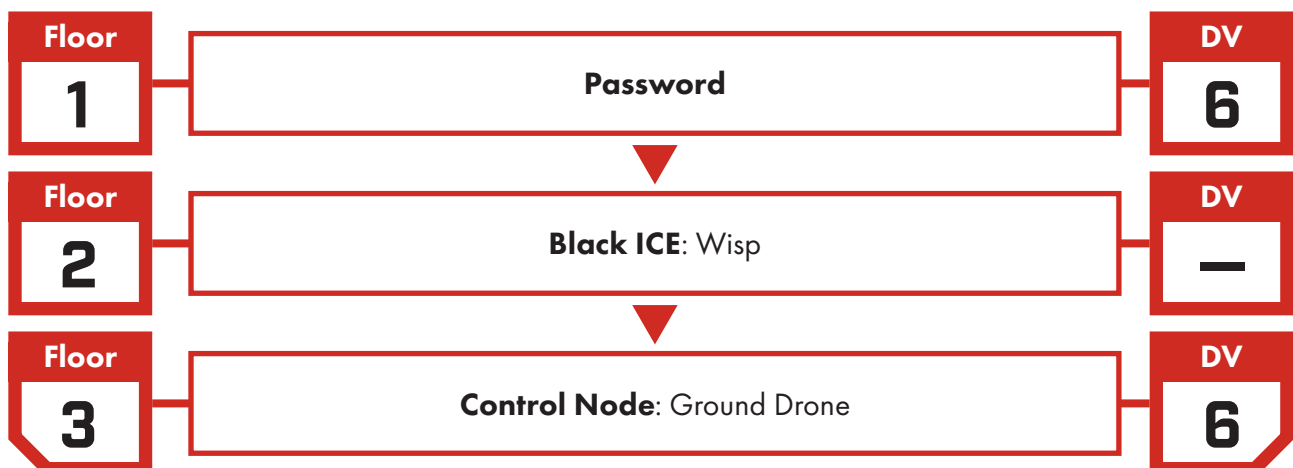 Floor
1
Password
DV
6
Floor
2
Black ICE: Wisp
DV
—
Floor
3
Control Node: Ground Drone
DV
6